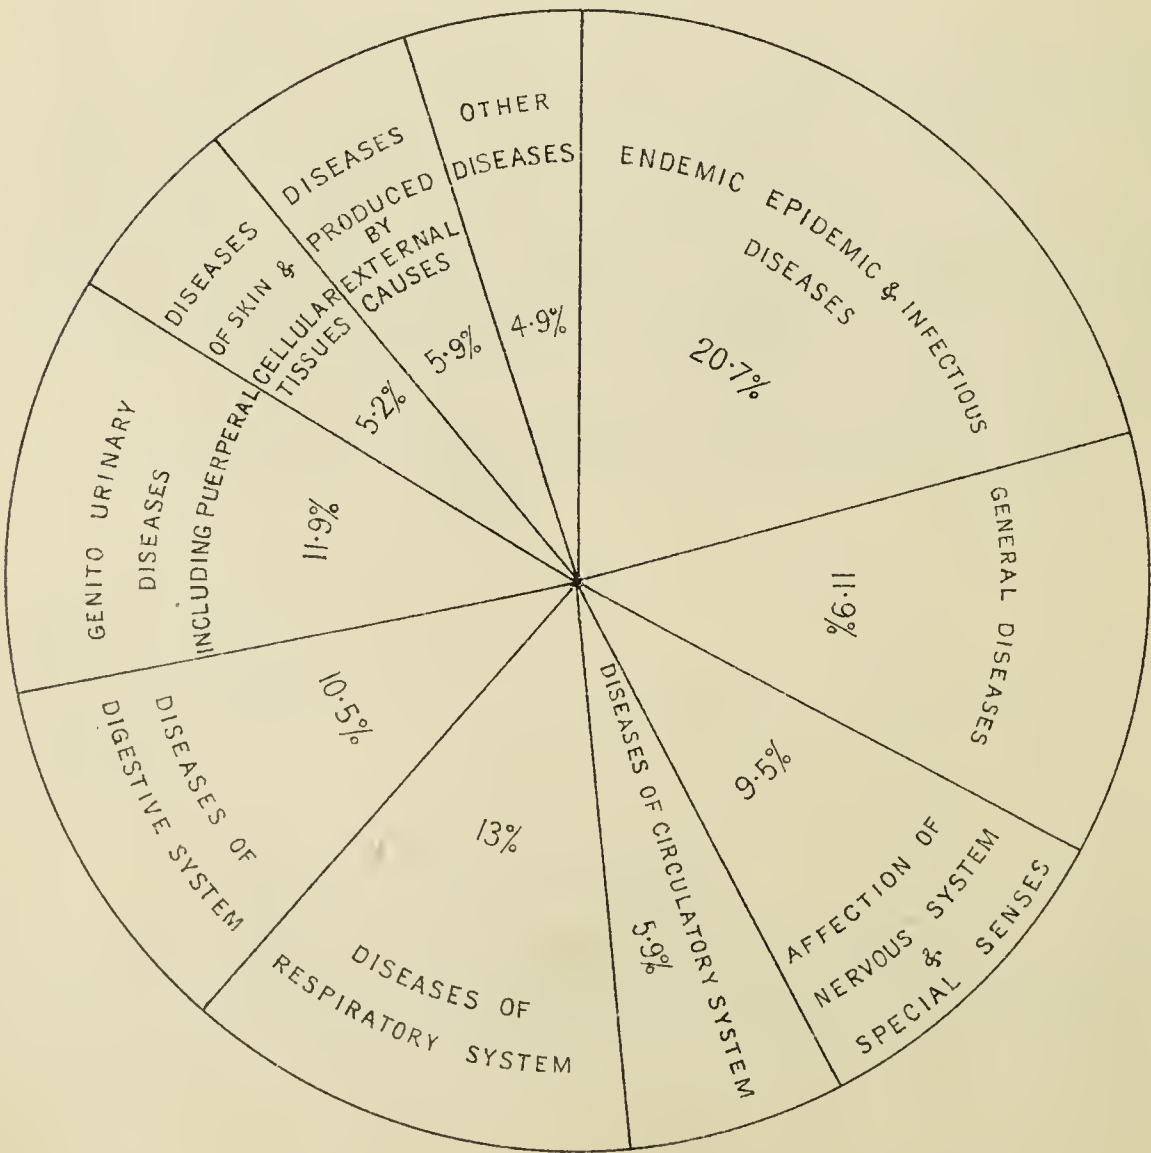 ENDEMIC EPIDEMIC & INFECTIOUS
DISEASES
20·7%
GENERAL DISEASES
11·9%
AFFECTION OF
NERVOUS SYSTEM
&
SPECIAL SENSES
9·5%
DISEASES OF CIRCULATORY SYSTEM
5·9%
DISEASES OF
RESPIRATORY SYSTEM
13%
DISEASES OF
DIGESTIVE SYSTEM
10·5%
GENITO URINARY
DISEASES
INCLUDING PUERPERAL
11·9%
DISEASES
OF SKIN &
CELLULAR
TISSUES
5·2%
DISEASES
PRODUCED
BY
EXTERNAL
CAUSES
5·9%
OTHER
DISEASES
4·9%